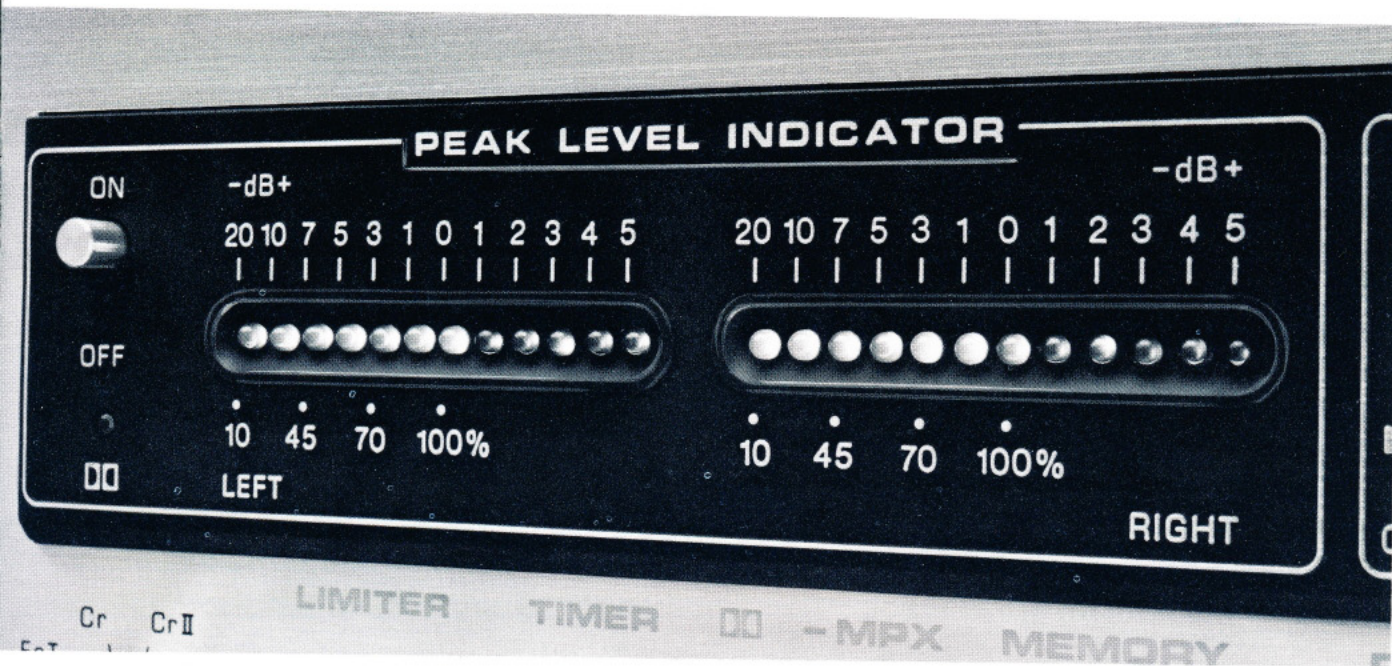 PEAK LEVEL INDICATOR
ON
-dB+
-dB+
20 10 7 5 3 1 0 1 2 3 4 5
20 10 7 5 3 1 0 1 2 3 4 5
OFF
10 45 70 100%
10 45 70 100%
LEFT
RIGHT
LIMITER TIMER -MPX MEMORY
Cr CrⅡ